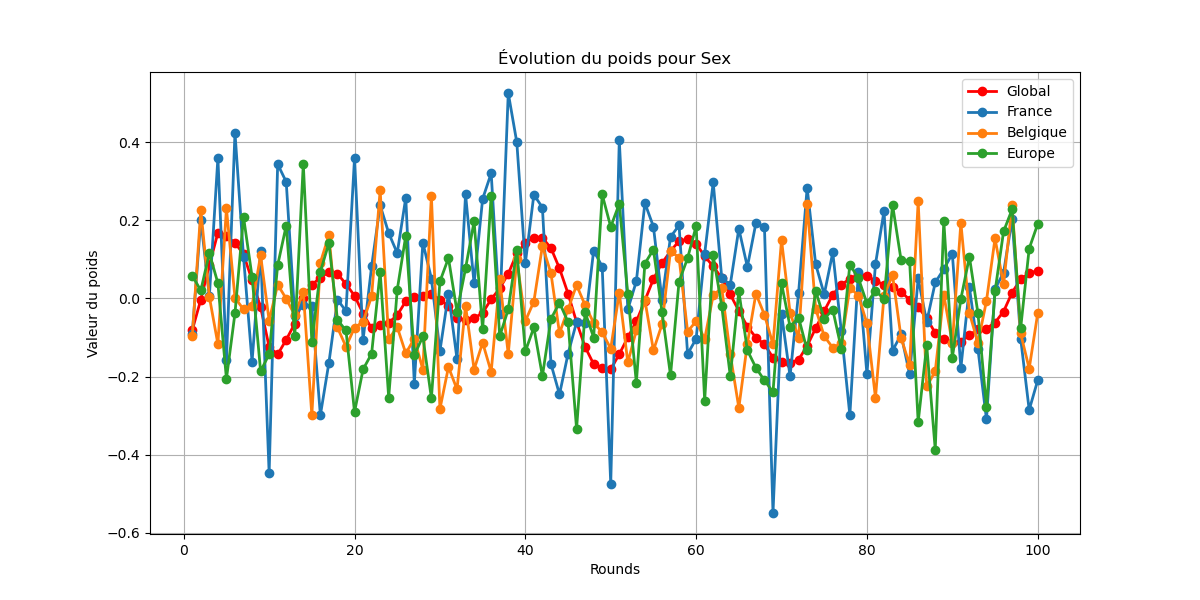 Évolution du poids pour Sex
Valeur du poids
0.4
0.2
0.0
−0.2
−0.4
−0.6
0
20
40
60
80
100
Rounds
Global
France
Belgique
Europe